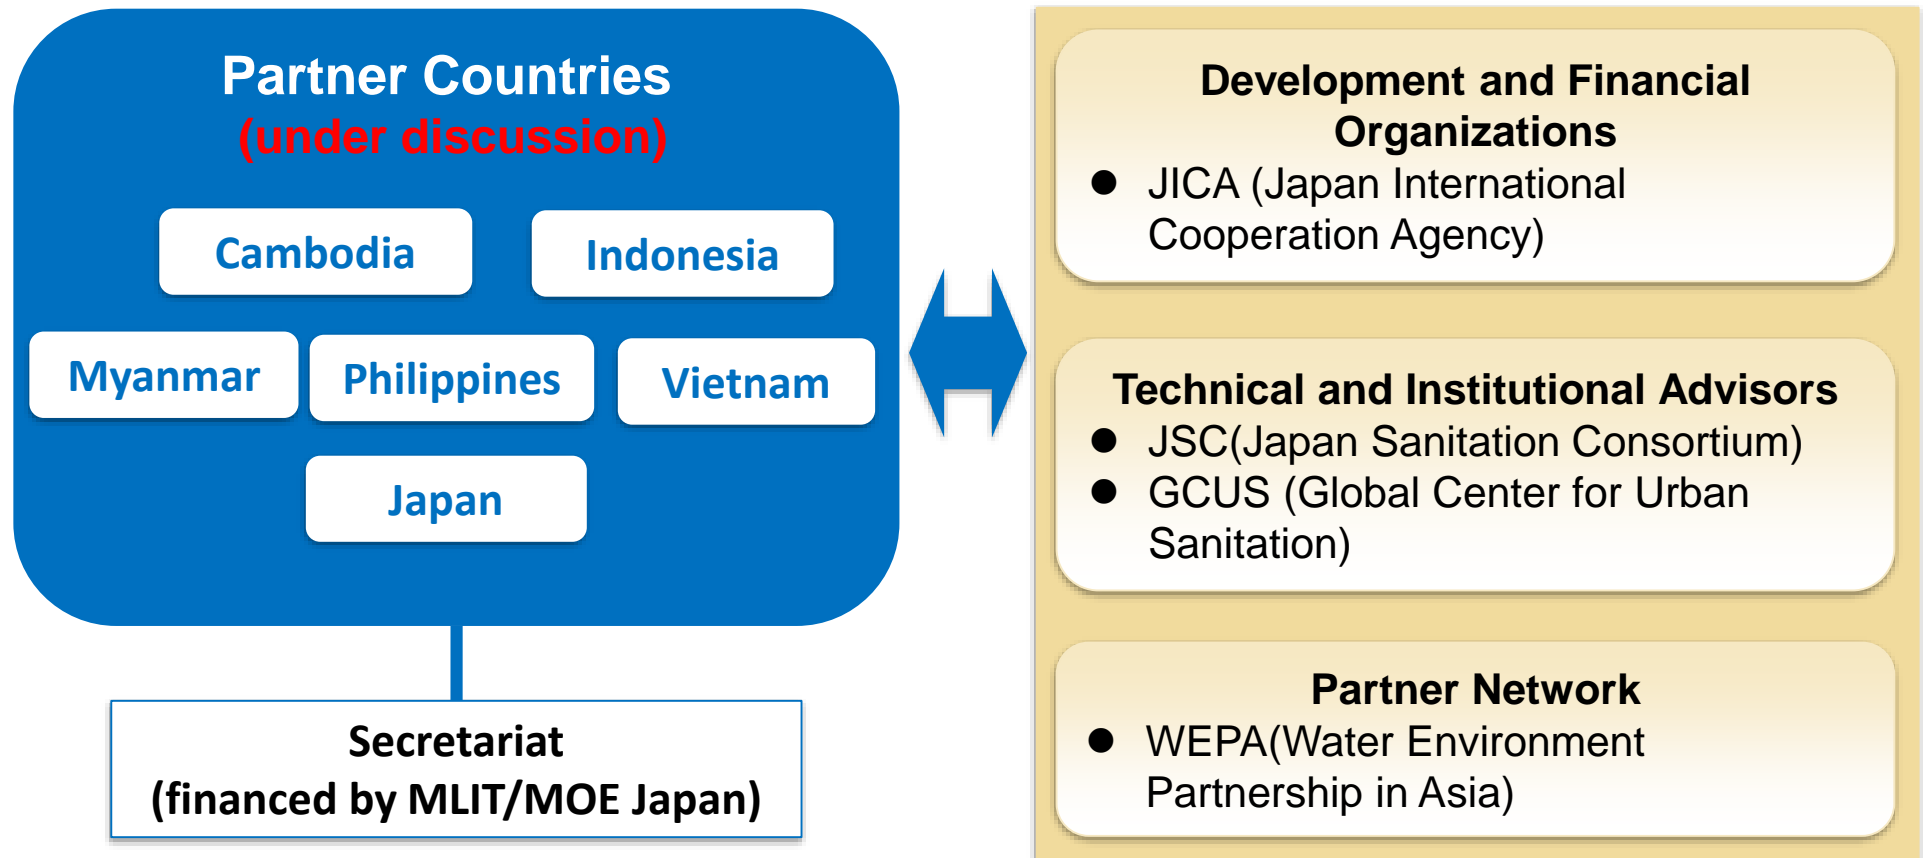 Partner Countries
(under discussion)
Cambodia
Indonesia
Myanmar
Philippines
Vietnam
Japan
Secretariat
(financed by MLIT/MOE Japan)
Development and Financial
Organizations
● JICA (Japan International
Cooperation Agency)
Technical and Institutional Advisors
● JSC(Japan Sanitation Consortium)
● GCUS (Global Center for Urban
Sanitation)
Partner Network
● WEPA(Water Environment
Partnership in Asia)